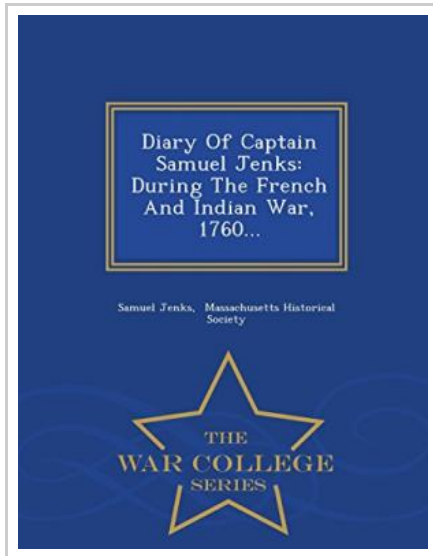 Diary Of Captain
Samuel Jenks:
During The French
And Indian War,
1760...
Samuel Jenks, Massachusetts Historical
Society
THE
WAR COLLEGE
SERIES